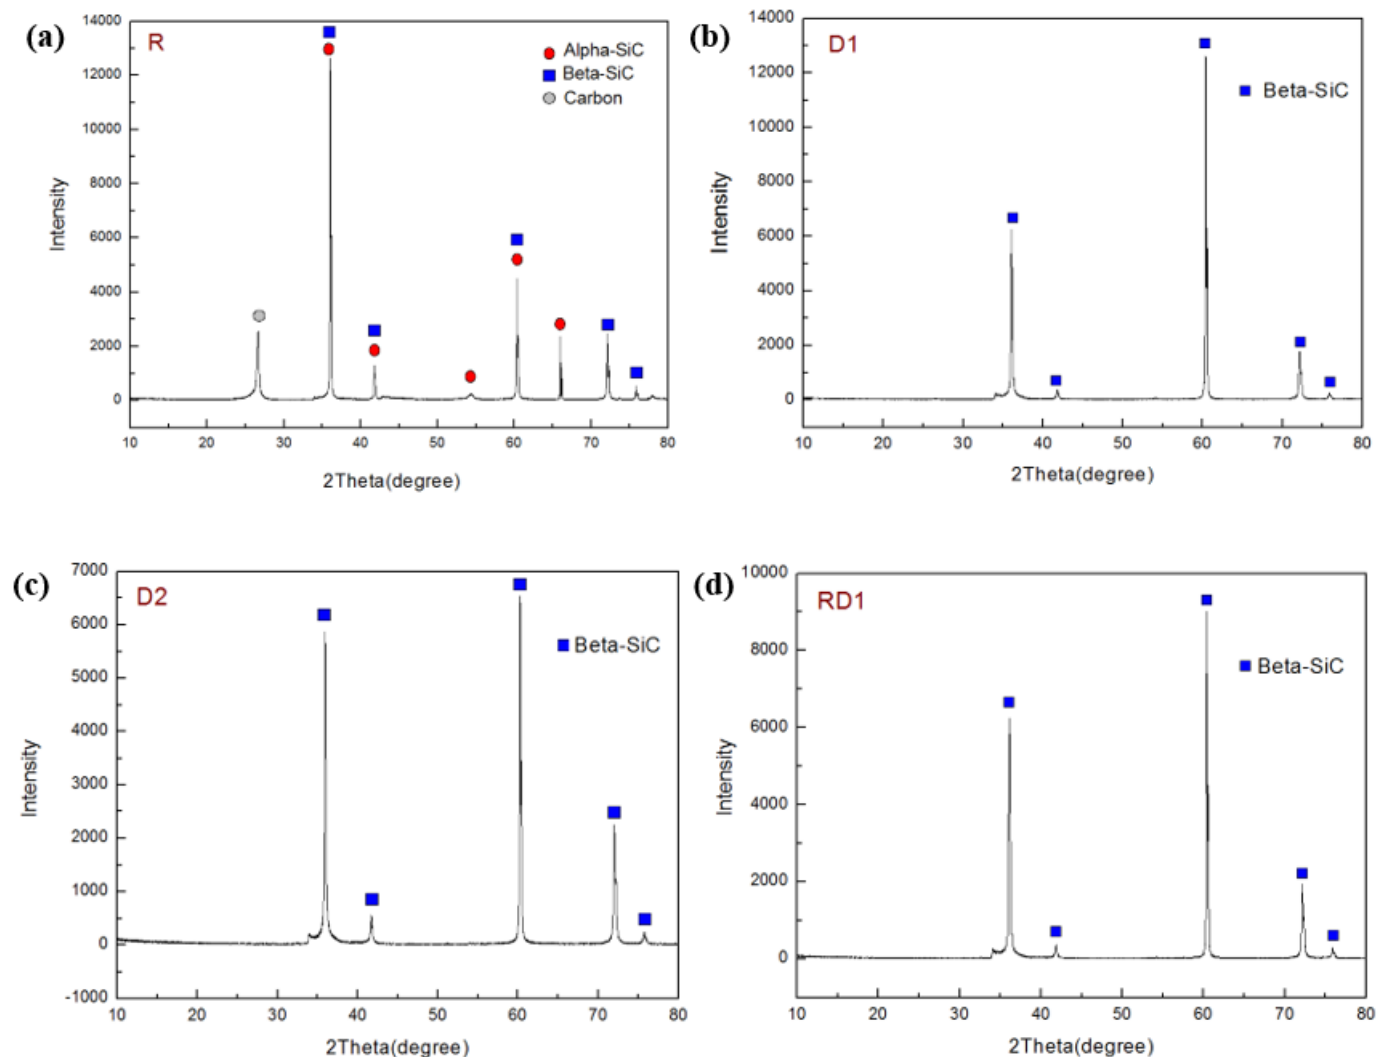 (a)
R
Alpha-SiC
Beta-SiC
Carbon
14000
12000
10000
8000
6000
4000
2000
0
Intensity
10 20 30 40 50 60 70 80
2Theta(degree)
(b)
D1
Beta-SiC
14000
12000
10000
8000
6000
4000
2000
0
Intensity
10 20 30 40 50 60 70 80
2Theta(degree)
(c)
D2
Beta-SiC
7000
6000
5000
4000
3000
2000
1000
0
-1000
Intensity
10 20 30 40 50 60 70 80
2Theta(degree)
(d)
RD1
Beta-SiC
10000
8000
6000
4000
2000
0
Intensity
10 20 30 40 50 60 70 80
2Theta(degree)